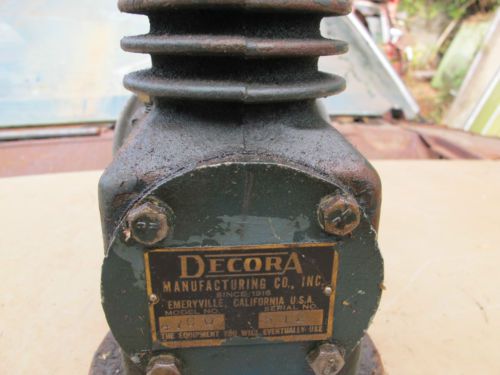 DECORA
MANUFACTURING CO., INC.
SINCE 1916
EMERYVILLE, CALIFORNIA U.S.A.
MODEL NO. SERIAL NO.
THE EQUIPMENT YOU WILL EVENTUALLY USE